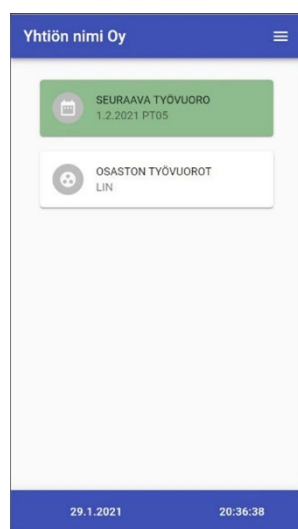 Yhtiön nimi Oy
SEURAAVA TYÖVUORO
1.2.2021 PT05
OSASTON TYÖVUOROT
LIN
29.1.2021 20:36:38